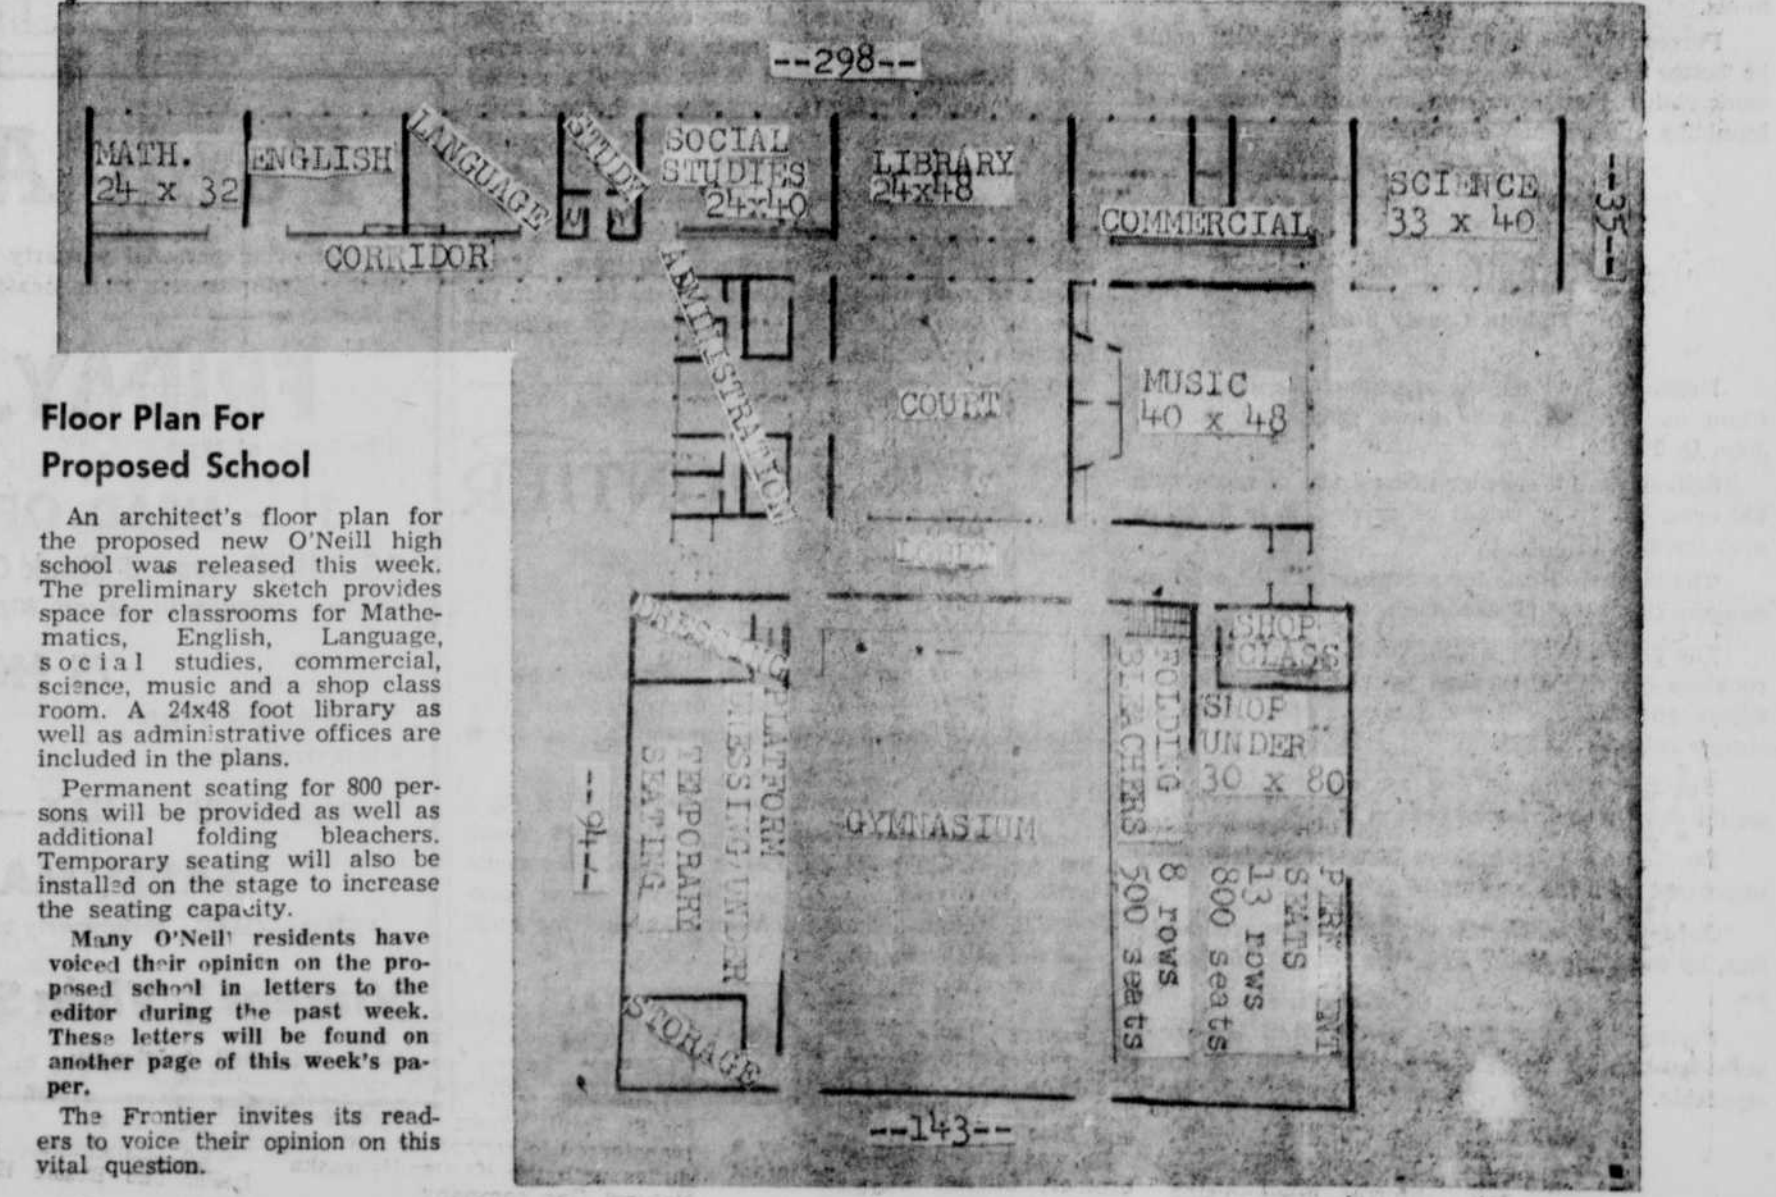 --298--
MATH.
24 x 32
ENGLISH
LANGUAGE
STUDY
SOCIAL
STUDIES
24x40
LIBRARY
24x48
COMMERCIAL
SCIENCE
33 x 40
--35--
CORRIDOR
ADMINISTRATION
COURT
MUSIC
40 x 48
DRESSING
PLATFORM
DRESSING UNDER
TEPORARY
SEATING
STORAGE
--94--
GYMNASIUM
FOLDING
BLEACHERS
8 rows
500 seats
SHOP
CLASS
SHOP
UNDER
30 x 80
SEATS
13 rows
800 seats
--143--
Floor Plan For
Proposed School
An architect's floor plan for
the proposed new O'Neill high
school was released this week.
The preliminary sketch provides
space for classrooms for Mathe-
matics, English, Language,
social studies, commercial,
science, music and a shop class
room. A 24x48 foot library as
well as administrative offices are
included in the plans.
Permanent seating for 800 per-
sons will be provided as well as
additional folding bleachers.
Temporary seating will also be
installed on the stage to increase
the seating capacity.
Many O'Neill residents have
voiced their opinion on the pro-
posed school in letters to the
editor during the past week.
These letters will be found on
another page of this week's pa-
per.
The Frontier invites its read-
ers to voice their opinion on this
vital question.